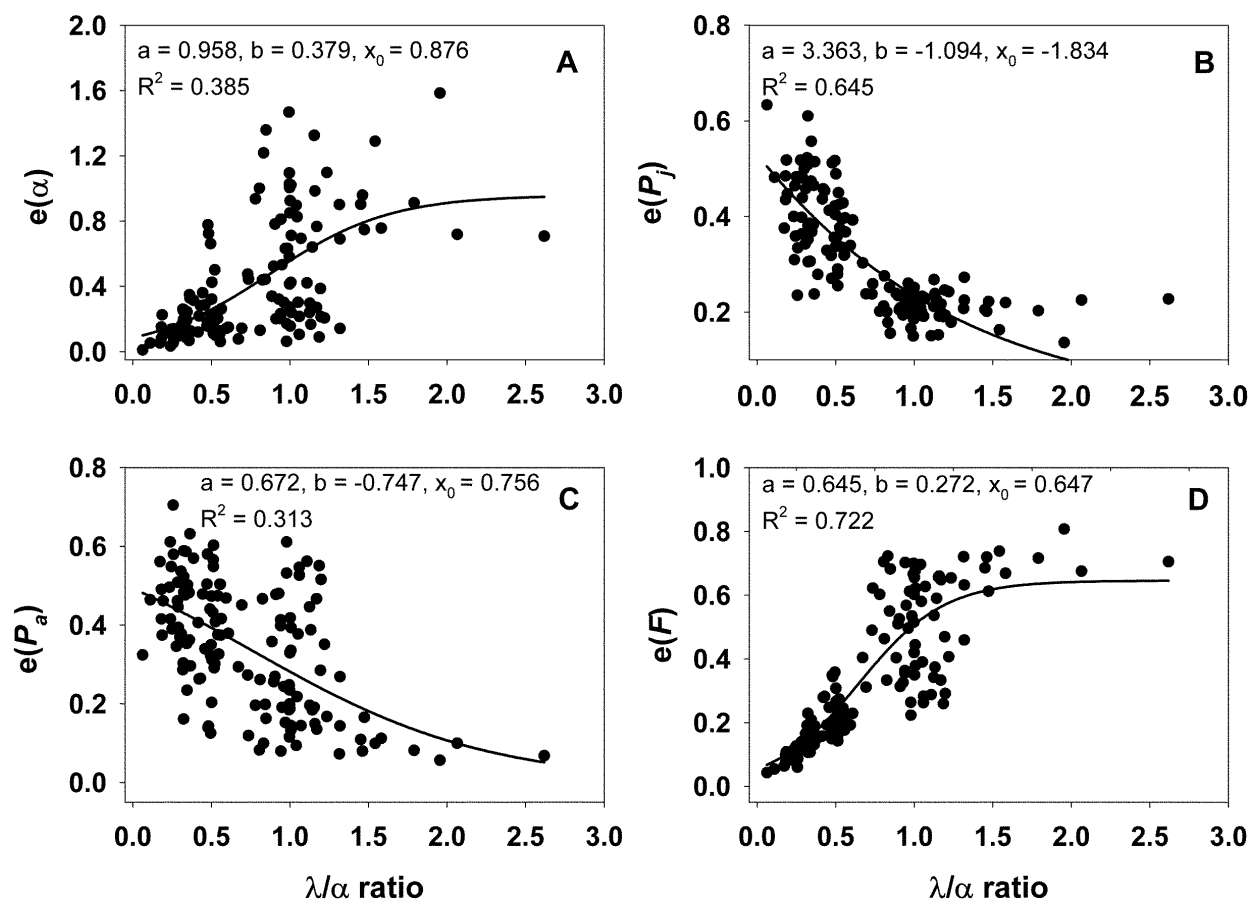 a = 0.958, b = 0.379, x₀ = 0.876
R² = 0.385
A
e(α)
2.0
1.6
1.2
0.8
0.4
0.0
0.0 0.5 1.0 1.5 2.0 2.5 3.0
a = 3.363, b = -1.094, x₀ = -1.834
R² = 0.645
B
e(Pⱼ)
0.8
0.6
0.4
0.2
0.0 0.5 1.0 1.5 2.0 2.5 3.0
a = 0.672, b = -0.747, x₀ = 0.756
R² = 0.313
C
e(Pₐ)
0.8
0.6
0.4
0.2
0.0
0.0 0.5 1.0 1.5 2.0 2.5 3.0
λ/α ratio
a = 0.645, b = 0.272, x₀ = 0.647
R² = 0.722
D
e(F)
1.0
0.8
0.6
0.4
0.2
0.0
0.0 0.5 1.0 1.5 2.0 2.5 3.0
λ/α ratio